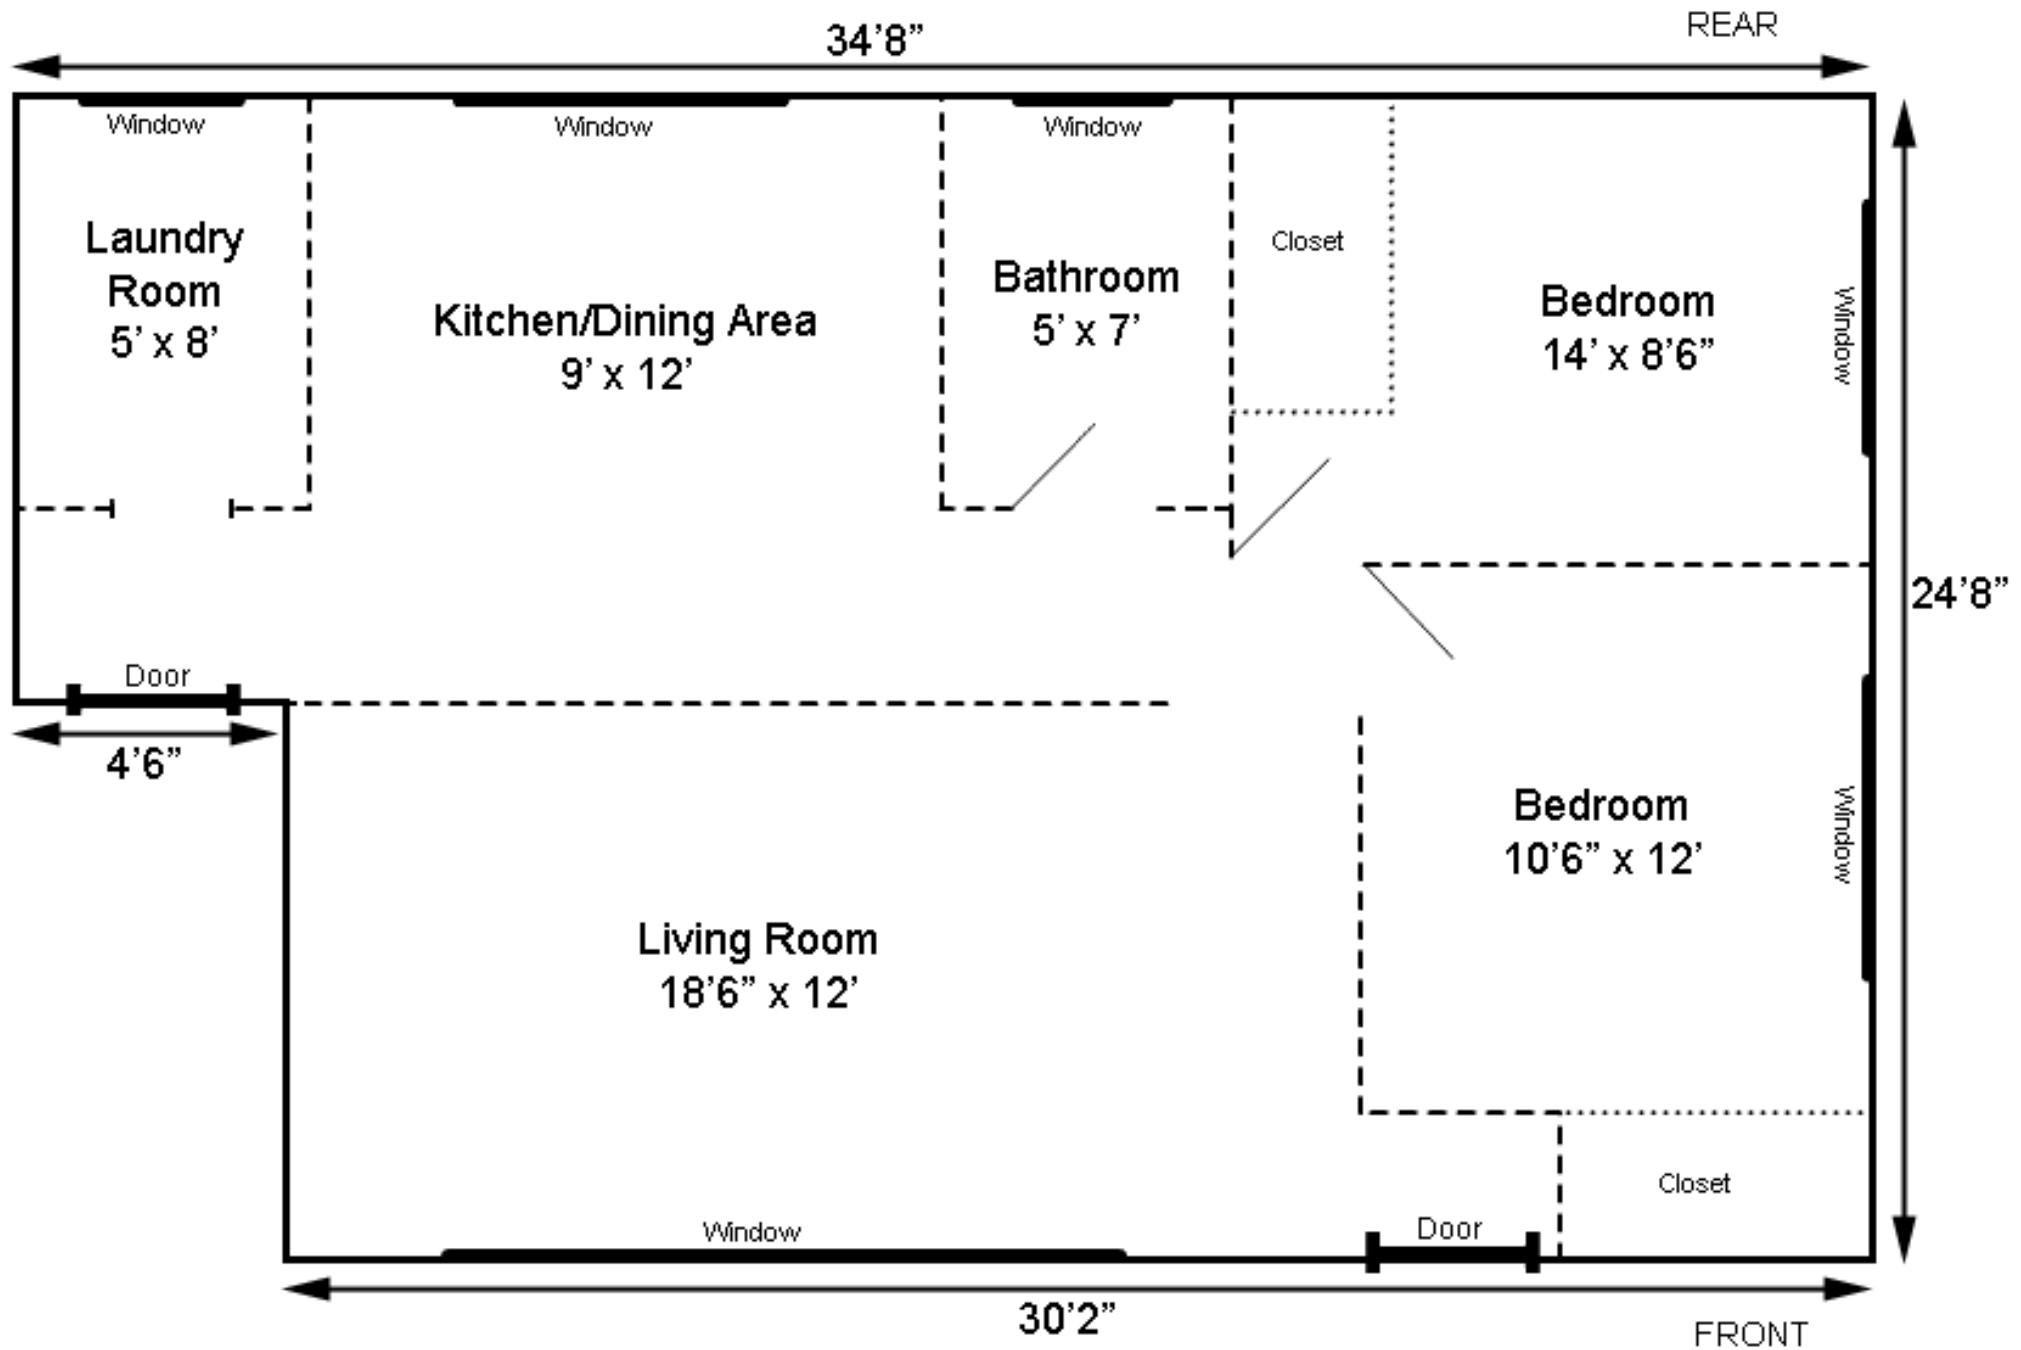 34’8”
REAR
Window
Window
Window
Laundry
Room
5’ x 8’
Kitchen/Dining Area
9’ x 12’
Bathroom
5’ x 7’
Closet
Bedroom
14’ x 8’6”
Window
24’8”
Door
4’6”
Bedroom
10’6” x 12’
Window
Living Room
18’6” x 12’
Closet
Window
Door
30’2”
FRONT